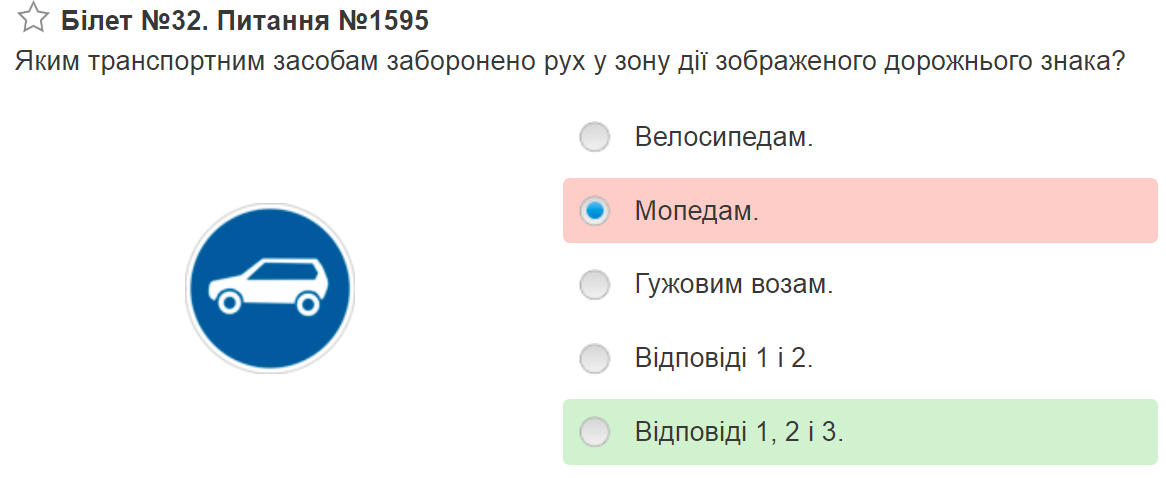 Білет №32. Питання №1595
Яким транспортним засобам заборонено рух у зону дії зображеного дорожнього знака?
Велосипедам.
Мопедам.
Гужовим возам.
Відповіді 1 і 2.
Відповіді 1, 2 і 3.